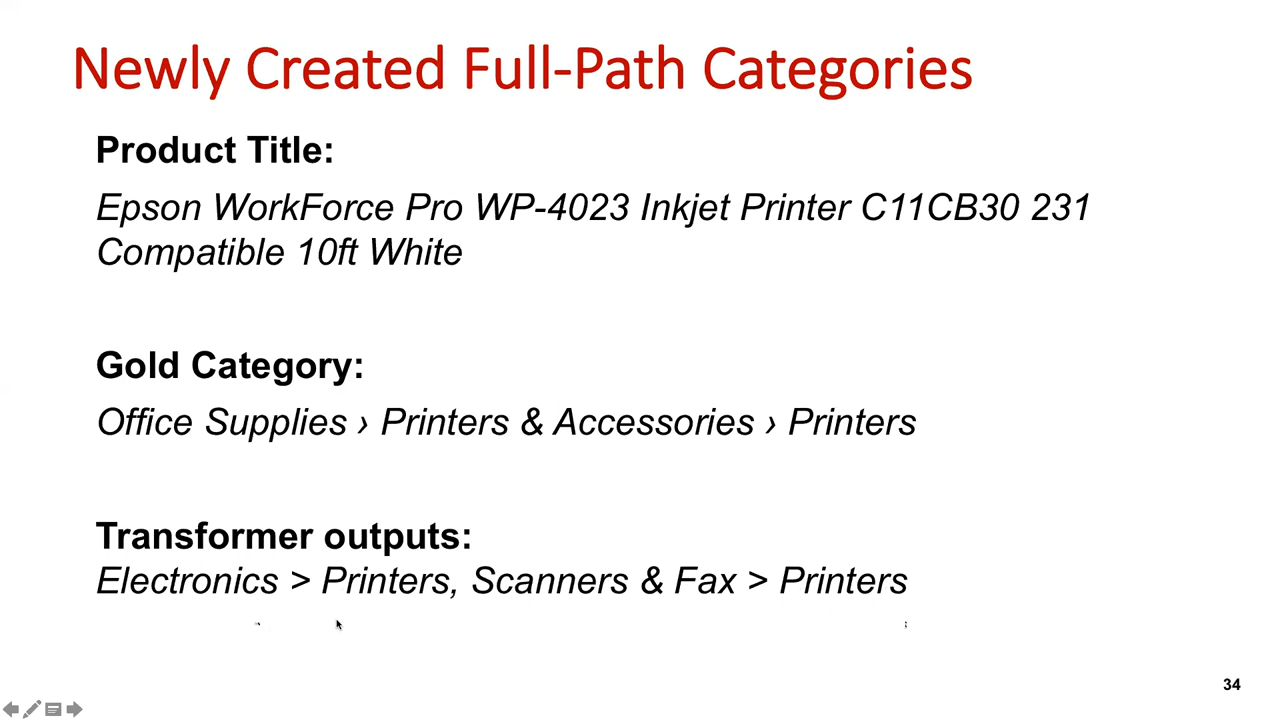 Newly Created Full-Path Categories
Product Title:
Epson WorkForce Pro WP-4023 Inkjet Printer C11CB30 231
Compatible 10ft White
Gold Category:
Office Supplies › Printers & Accessories › Printers
Transformer outputs:
Electronics > Printers, Scanners & Fax > Printers
34